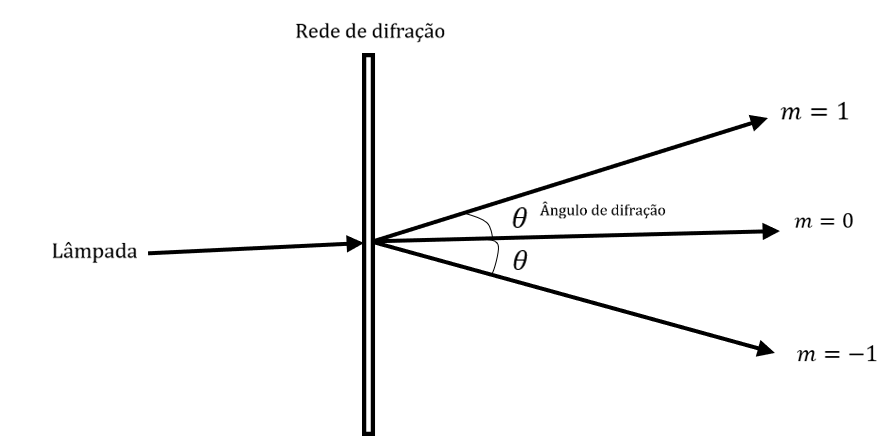 Rede de difração
m = 1
θ Ângulo de difração
m = 0
Lâmpada
θ
m = −1